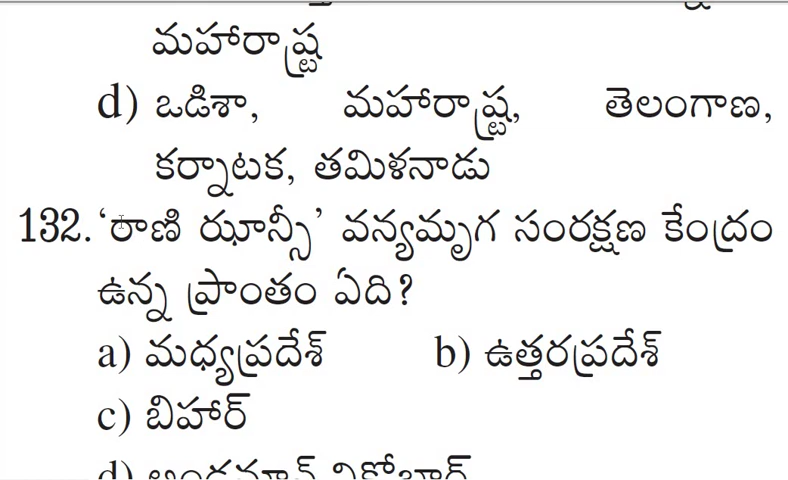 మహారాష్ట్ర
d) ఒడిశా, మహారాష్ట్ర, తెలంగాణ,
కర్నాటక, తమిళనాడు
132. ‘రాణి ఝాన్సీ’ వన్యమృగ సంరక్షణ కేంద్రం
ఉన్న ప్రాంతం ఏది?
a) మధ్యప్రదేశ్ b) ఉత్తరప్రదేశ్
c) బిహార్
d) అండమాన్ నికోబార్